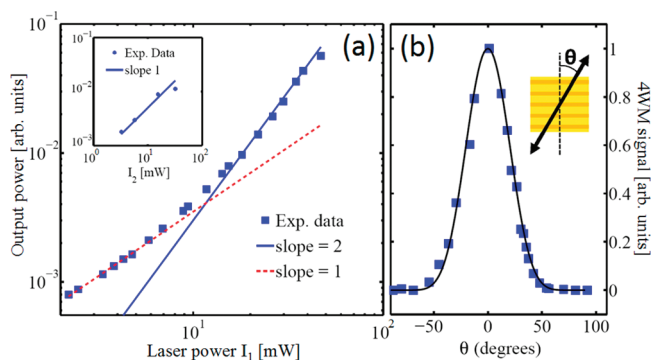 (a)
Output power [arb. units]
10⁻¹
10⁻²
10⁻³
10⁻¹
10⁻²
10⁻³
Exp. Data
slope 1
10⁰
10¹
10²
I₂ [mW]
Exp. data
slope = 2
slope = 1
10¹
10²
Laser power I₁ [mW]
(b)
θ
1
0.8
0.6
0.4
0.2
0
4WM signal [arb. units]
−50
0
50
100
θ (degrees)